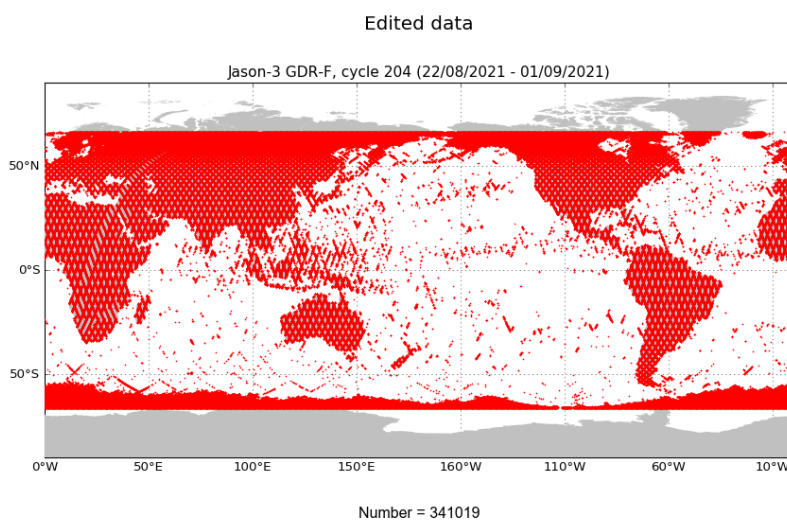 Edited data
Jason-3 GDR-F, cycle 204 (22/08/2021 - 01/09/2021)
50°N
0°S
50°S
0°W 50°E 100°E 150°E 160°W 110°W 60°W 10°W
Number = 341019